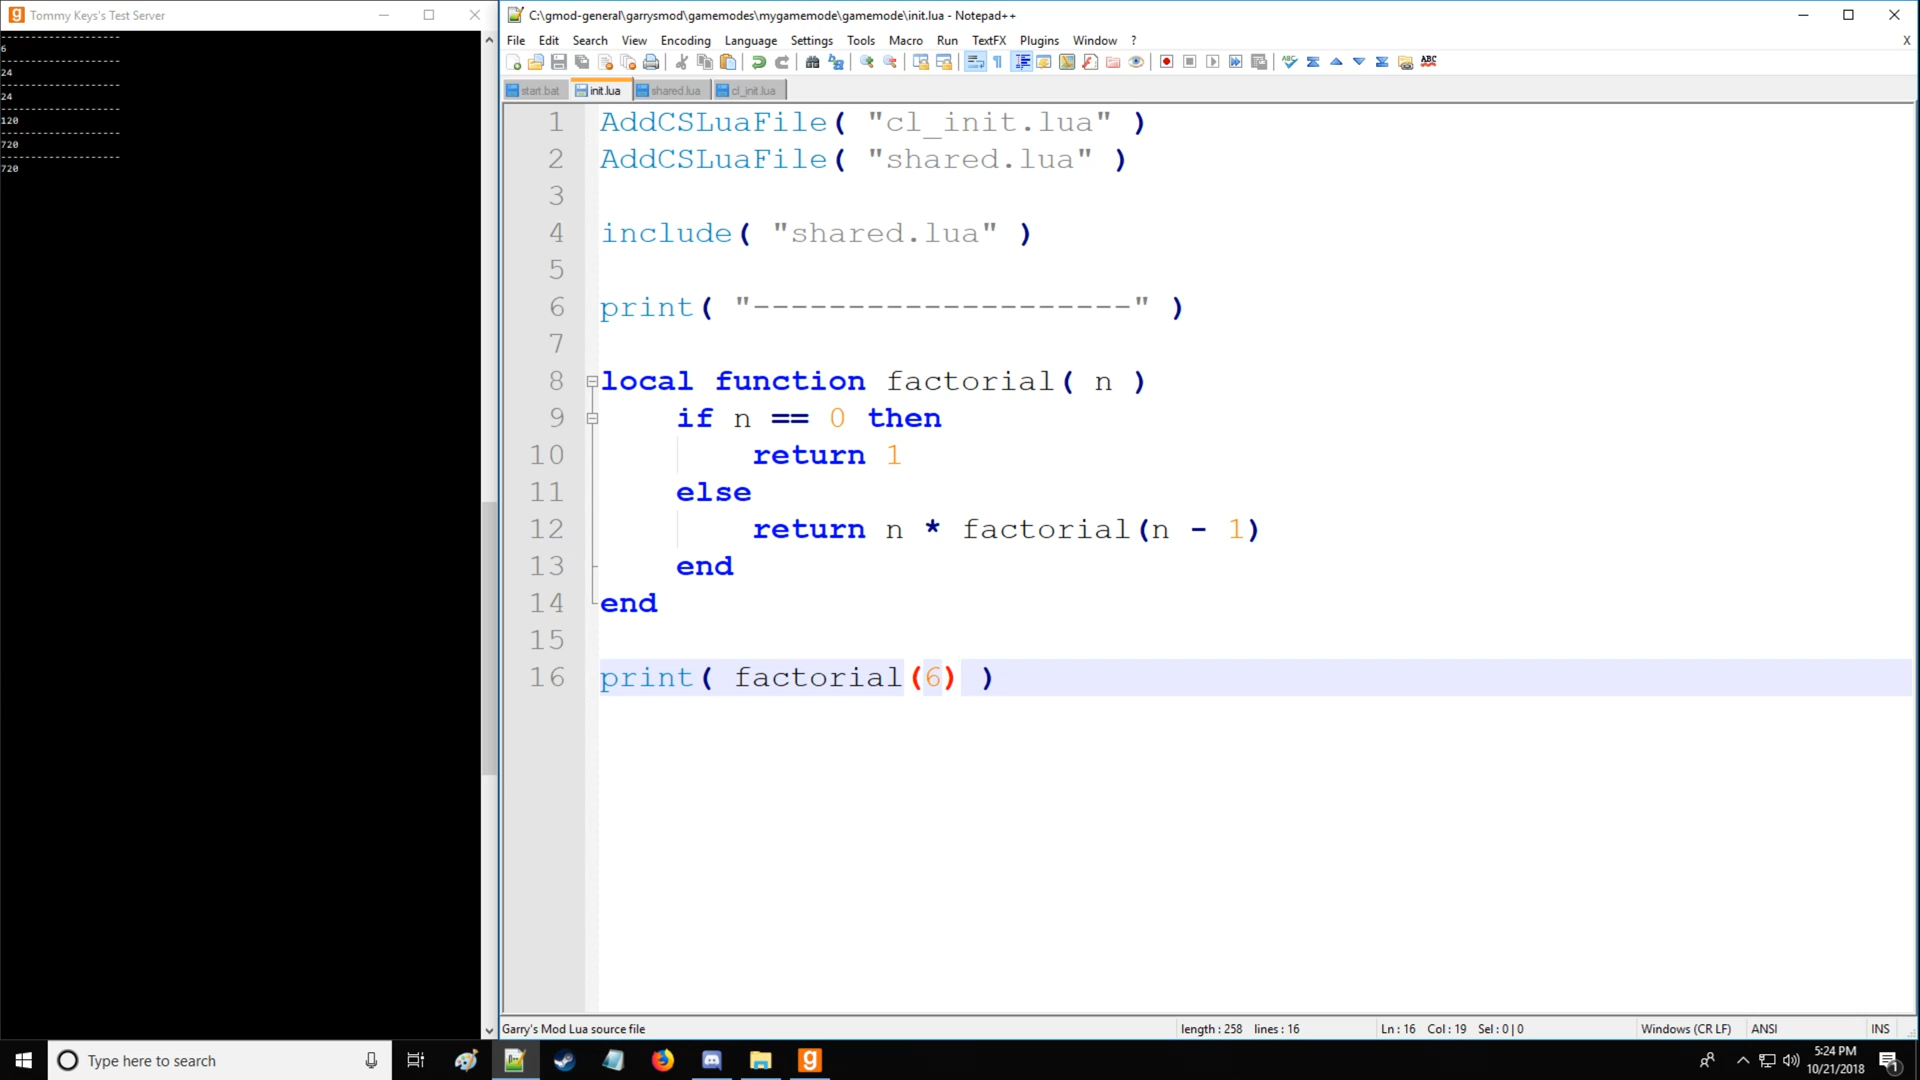 Tommy Keys's Test Server
--------------------
6
--------------------
24
--------------------
24
--------------------
120
--------------------
720
--------------------
720
C:\gmod-general\garrysmod\gamemodes\mygamemode\gamemode\init.lua - Notepad++
File Edit Search View Encoding Language Settings Tools Macro Run TextFX Plugins Window ? X
start.bat init.lua shared.lua cl_init.lua
1 AddCSLuaFile( "cl_init.lua" )
2 AddCSLuaFile( "shared.lua" )
3
4 include( "shared.lua" )
5
6 print( "--------------------" )
7
8 local function factorial( n )
9 if n == 0 then
10 return 1
11 else
12 return n * factorial(n - 1)
13 end
14 end
15
16 print( factorial(6) )
Garry's Mod Lua source file length : 258 lines : 16 Ln : 16 Col : 19 Sel : 0 | 0 Windows (CR LF) ANSI INS
Type here to search
5:24 PM
10/21/2018
1